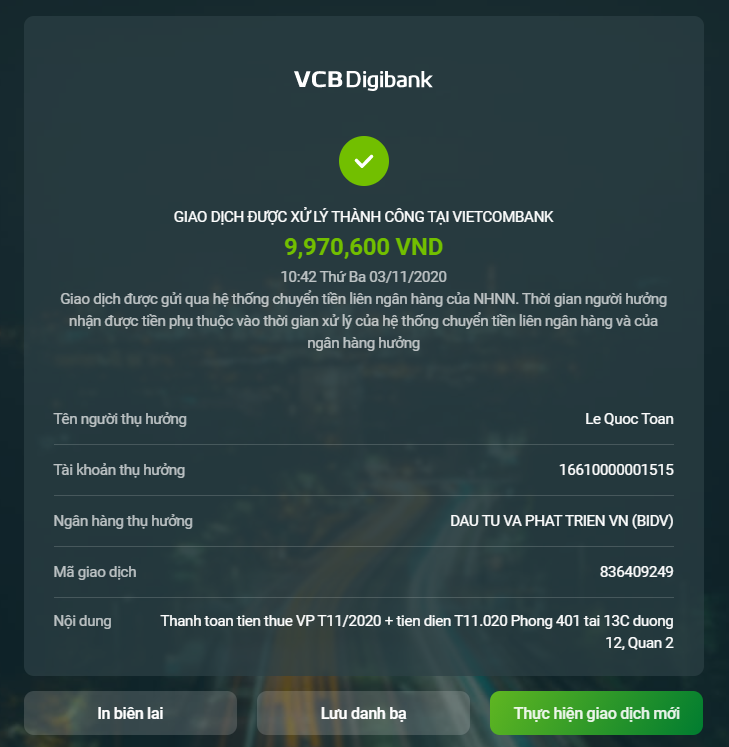 VCB Digibank
GIAO DỊCH ĐƯỢC XỬ LÝ THÀNH CÔNG TẠI VIETCOMBANK
9,970,600 VND
10:42 Thứ Ba 03/11/2020
Giao dịch được gửi qua hệ thống chuyển tiền liên ngân hàng của NHNN. Thời gian người hưởng
nhận được tiền phụ thuộc vào thời gian xử lý của hệ thống chuyển tiền liên ngân hàng và của
ngân hàng hưởng
Tên người thụ hưởng Le Quoc Toan
Tài khoản thụ hưởng 16610000001515
Ngân hàng thụ hưởng DAU TU VA PHAT TRIEN VN (BIDV)
Mã giao dịch 836409249
Nội dung Thanh toan tien thue VP T11/2020 + tien dien T11.020 Phong 401 tai 13C duong
12, Quan 2
In biên lai Lưu danh bạ Thực hiện giao dịch mới